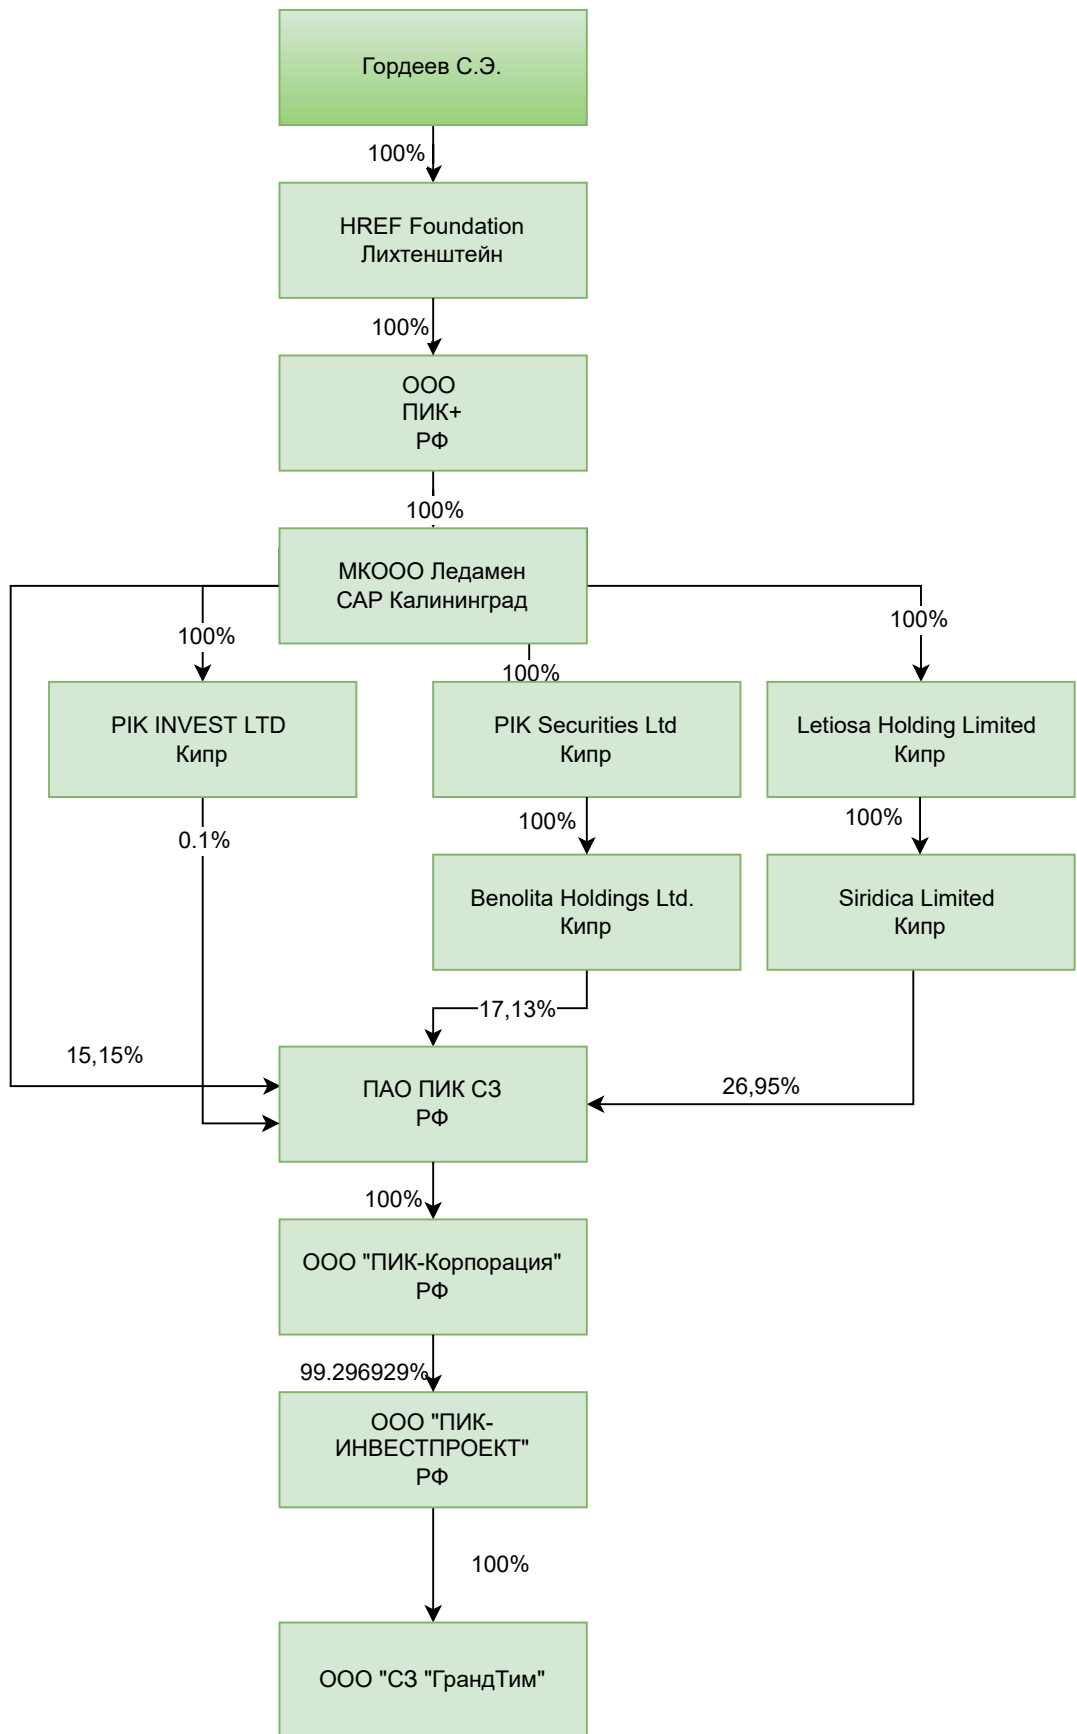 Гордеев С.Э.
100%
HREF Foundation
Лихтенштейн
100%
ООО
ПИК+
РФ
100%
МКООО Ледамен
САР Калининград
100%
100%
100%
PIK INVEST LTD
Кипр
PIK Securities Ltd
Кипр
Letiosa Holding Limited
Кипр
0.1%
100%
100%
Benolita Holdings Ltd.
Кипр
Siridica Limited
Кипр
17,13%
15,15%
26,95%
ПАО ПИК СЗ
РФ
100%
ООО "ПИК-Корпорация"
РФ
99.296929%
ООО "ПИК-
ИНВЕСТПРОЕКТ"
РФ
100%
ООО "СЗ "ГрандТим"